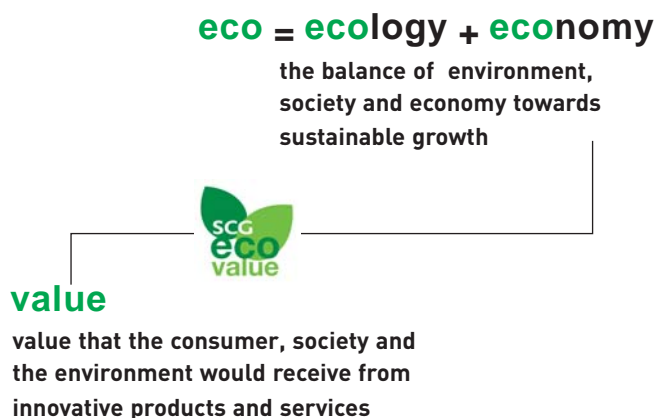 eco = ecology + economy
the balance of environment,
society and economy towards
sustainable growth
SCG
eco
value
value
value that the consumer, society and
the environment would receive from
innovative products and services